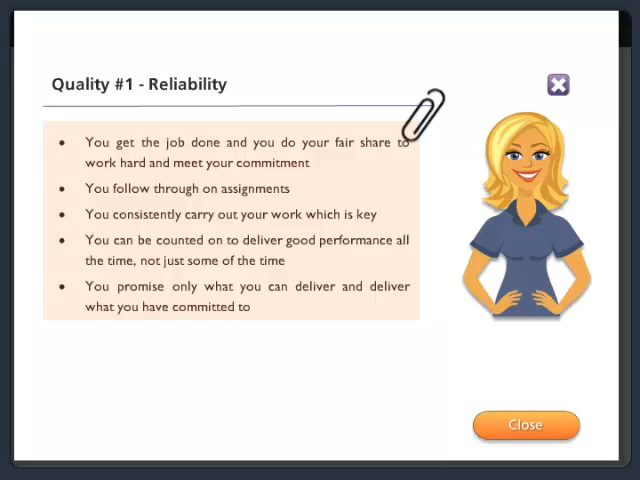 Quality #1 - Reliability
• You get the job done and you do your fair share to
work hard and meet your commitment
• You follow through on assignments
• You consistently carry out your work which is key
• You can be counted on to deliver good performance all
the time, not just some of the time
• You promise only what you can deliver and deliver
what you have committed to
Close